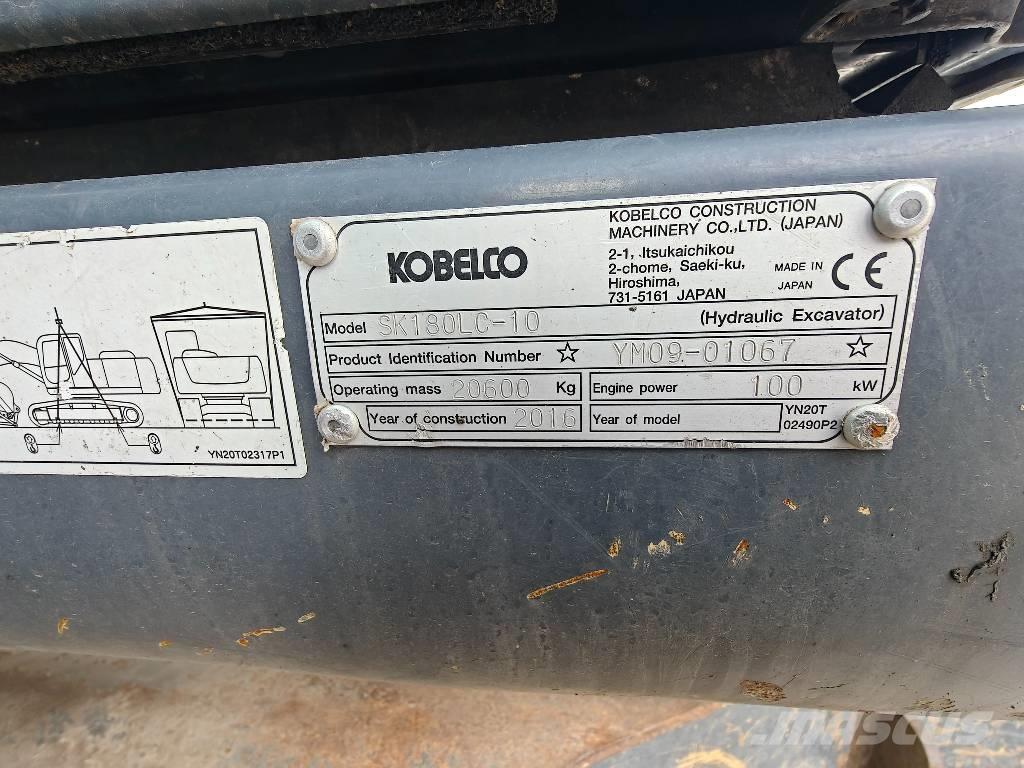 KOBELCO
KOBELCO CONSTRUCTION
MACHINERY CO.,LTD. (JAPAN)
2-1, Itsukaichikou
2-chome, Saeki-ku,
Hiroshima,
731-5161 JAPAN
MADE IN
JAPAN
CE
Model SK180LC-10 (Hydraulic Excavator)
Product Identification Number ☆ YM09-01067 ☆
Operating mass 20600 Kg Engine power 100 kW
Year of construction 2016 Year of model
YN20T
02490P2
YN20T02317P1
MASCUS